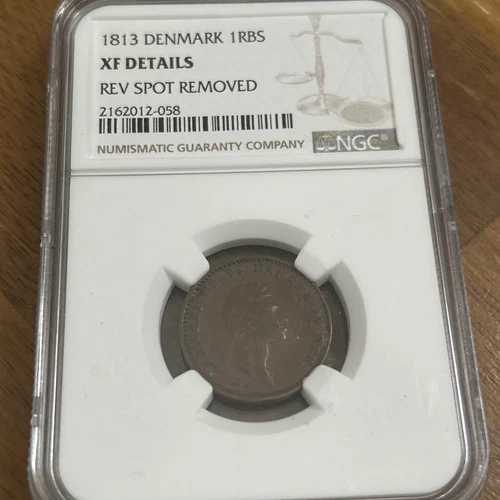 1813 DENMARK 1RBS
XF DETAILS
REV SPOT REMOVED
2162012-058
NUMISMATIC GUARANTY COMPANY
NGC®